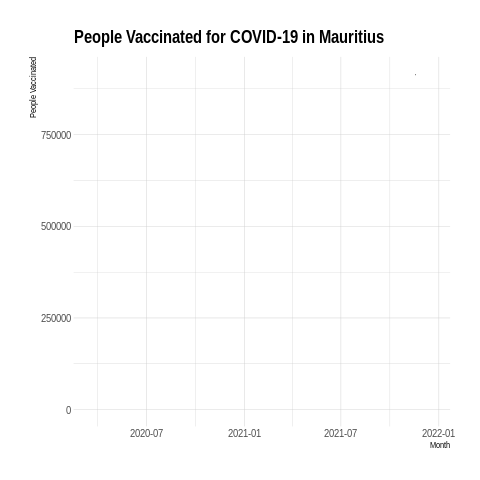 People Vaccinated for COVID-19 in Mauritius
People Vaccinated
750000
500000
250000
0
2020-07 2021-01 2021-07 2022-01
Month